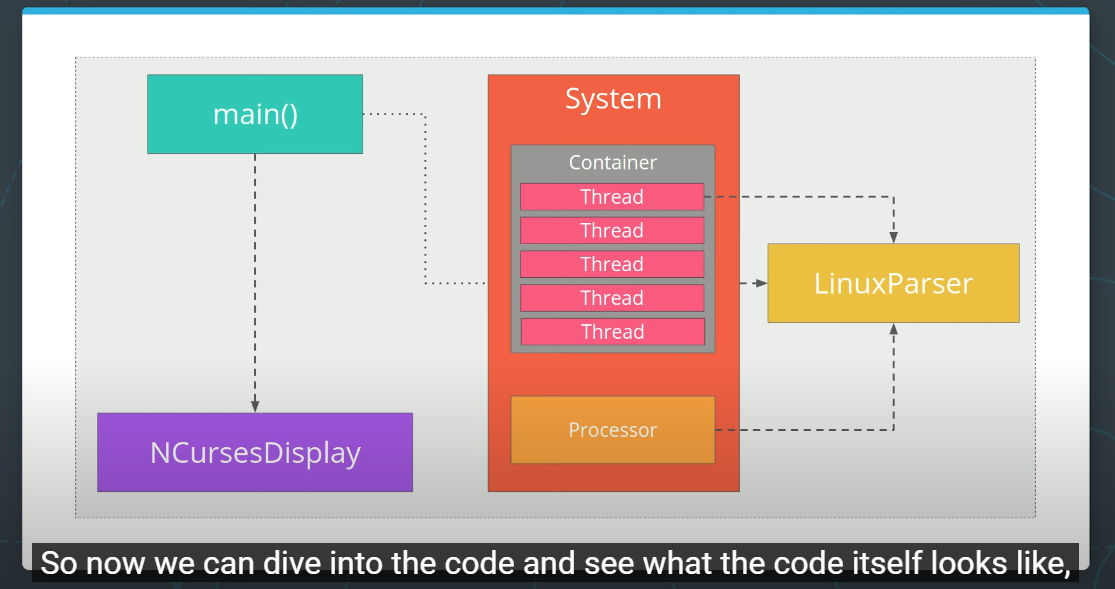 main()
System
Container
Thread
Thread
Thread
Thread
Thread
LinuxParser
Processor
NCursesDisplay
So now we can dive into the code and see what the code itself looks like,